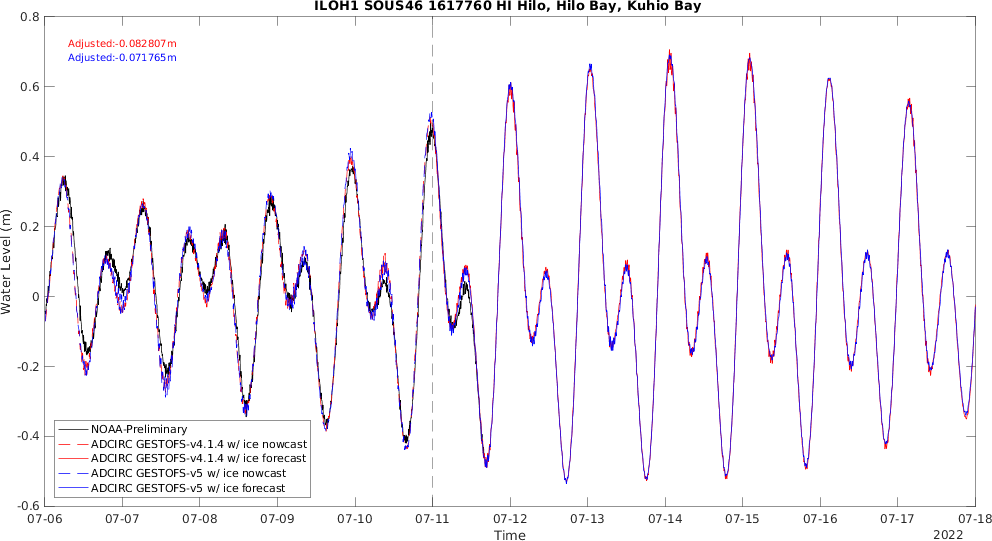 ILOH1 SOUS46 1617760 HI Hilo, Hilo Bay, Kuhio Bay
Adjusted:-0.082807m
Adjusted:-0.071765m
0.8
0.6
0.4
0.2
0
-0.2
-0.4
-0.6
Water Level (m)
NOAA-Preliminary
ADCIRC GESTOFS-v4.1.4 w/ ice nowcast
ADCIRC GESTOFS-v4.1.4 w/ ice forecast
ADCIRC GESTOFS-v5 w/ ice nowcast
ADCIRC GESTOFS-v5 w/ ice forecast
07-06 07-07 07-08 07-09 07-10 07-11 07-12 07-13 07-14 07-15 07-16 07-17 07-18
Time
2022